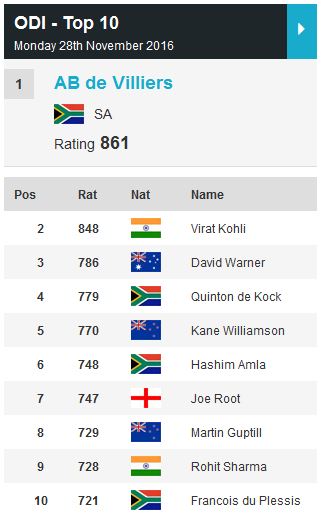 ODI - Top 10
Monday 28th November 2016
1 AB de Villiers
SA
Rating 861
Pos Rat Nat Name
2 848 Virat Kohli
3 786 David Warner
4 779 Quinton de Kock
5 770 Kane Williamson
6 748 Hashim Amla
7 747 Joe Root
8 729 Martin Guptill
9 728 Rohit Sharma
10 721 Francois du Plessis